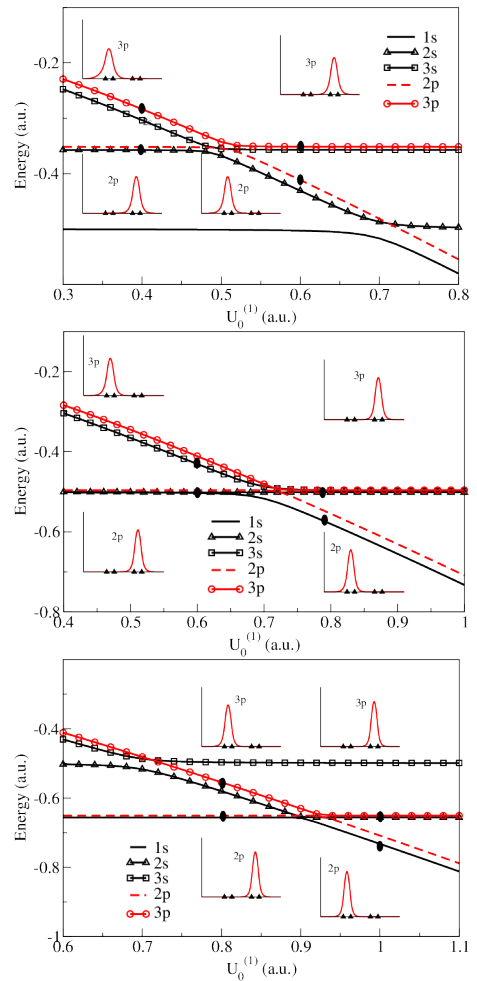 3p
3p
1s
2s
3s
2p
3p
-0.2
-0.4
Energy (a.u.)
2p
2p
0.3 0.4 0.5 0.6 0.7 0.8
U0(1) (a.u.)
3p
3p
-0.2
-0.4
-0.6
-0.8
Energy (a.u.)
2p
1s
2s
3s
2p
3p
2p
0.4 0.5 0.6 0.7 0.8 0.9 1
U0(1) (a.u.)
3p
3p
-0.4
-0.6
-0.8
-1
Energy (a.u.)
1s
2s
3s
2p
3p
2p
2p
0.6 0.7 0.8 0.9 1 1.1
U0(1) (a.u.)